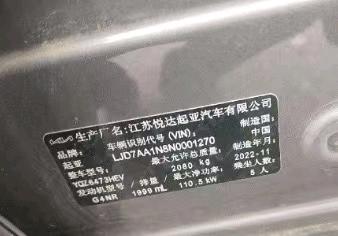 生产厂名:江苏悦达起亚汽车有限公司
车辆识别代号(VIN): 制造国:
品牌: LJD7AA1N8N0001270 中国
起亚 最大允许总质量: 制造年月:
整车型号: 2080 kg 2022-11
YQZ6473HEV 排量 / 最大净功率: 乘坐人数
发动机型号/ 1999 mL 110.5 kW 5 人
G4NR